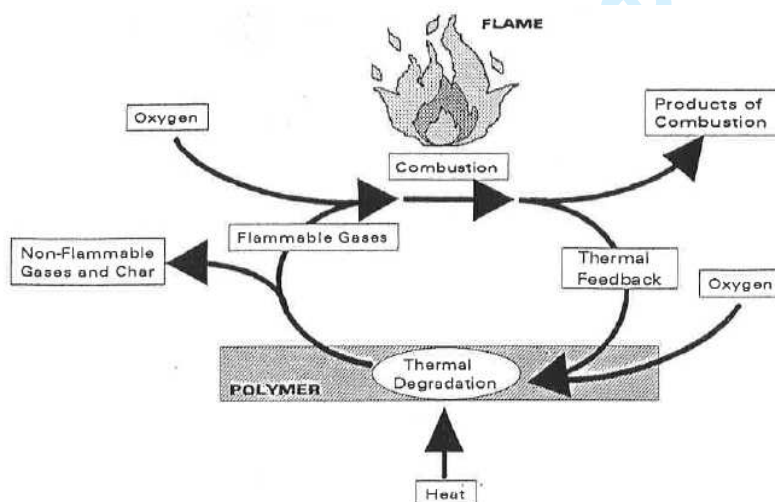 FLAME
Oxygen
Products of
Combustion
Combustion
Flammable Gases
Non-Flammable
Gases and Char
Thermal
Feedback
Oxygen
Thermal
Degradation
POLYMER
Heat